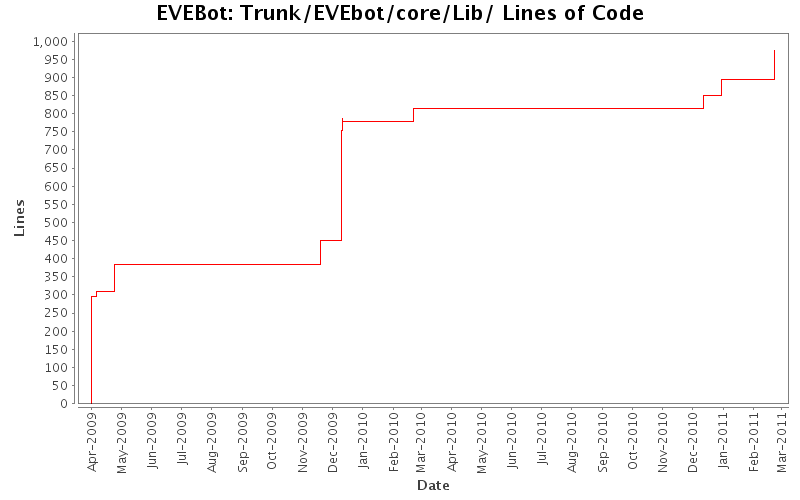 EVEBot: Trunk/EVEbot/core/Lib/ Lines of Code
1,000
950
900
850
800
750
700
650
600
550
500
450
400
350
300
250
200
150
100
50
0
Lines
Apr-2009
May-2009
Jun-2009
Jul-2009
Aug-2009
Sep-2009
Oct-2009
Nov-2009
Dec-2009
Jan-2010
Feb-2010
Mar-2010
Apr-2010
May-2010
Jun-2010
Jul-2010
Aug-2010
Sep-2010
Oct-2010
Nov-2010
Dec-2010
Jan-2011
Feb-2011
Mar-2011
Date